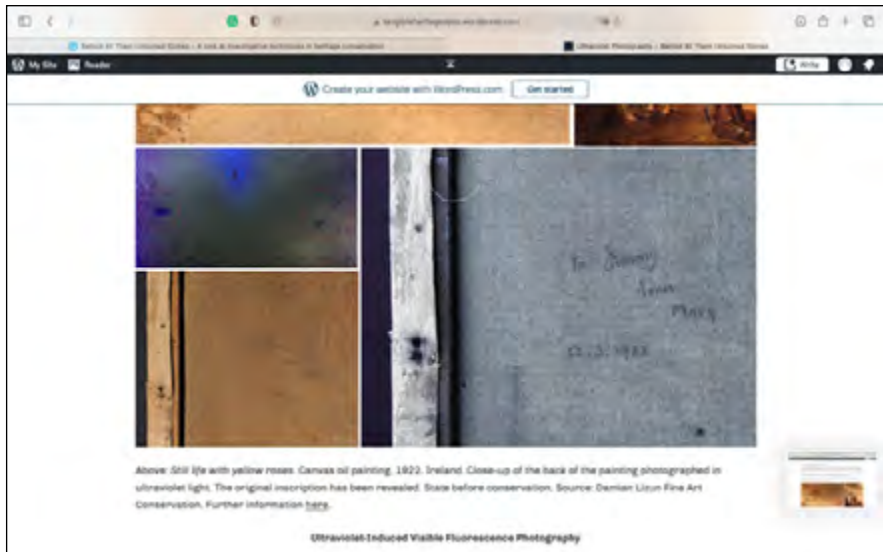 My Site Reader Write
Create your website with WordPress.com Get started
To Jimmy
from
Mary
12.3.1922
Above: Still life with yellow roses. Canvas oil painting. 1922. Ireland. Close-up of the back of the painting photographed in
ultraviolet light. The original inscription has been revealed. State before conservation. Source: Damian Lizun Fine Art
Conservation. Further information here.
Ultraviolet-Induced Visible Fluorescence Photography